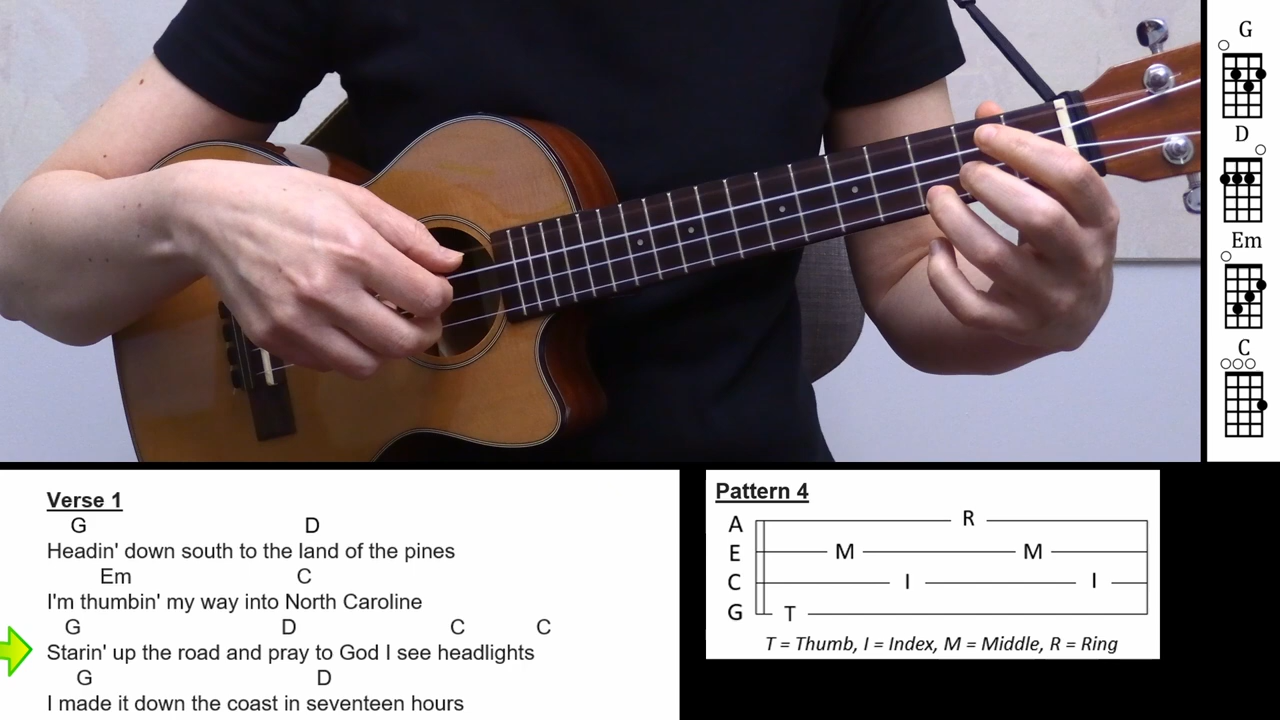 G
D
Em
C
Verse 1
G D
Headin' down south to the land of the pines
Em C
I'm thumbin' my way into North Caroline
G D C C
Starin' up the road and pray to God I see headlights
G D
I made it down the coast in seventeen hours
Pattern 4
A R
E M M
C I I
G T
T = Thumb, I = Index, M = Middle, R = Ring